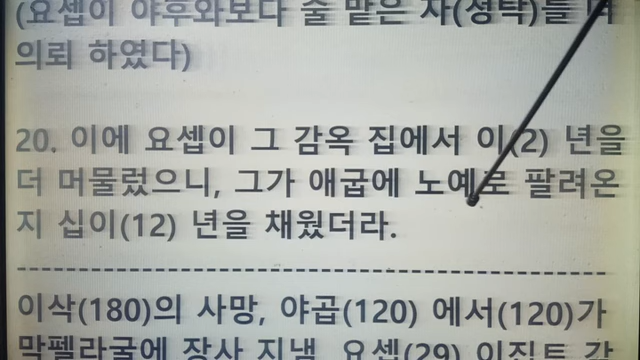 (요셉이 야후와보다 술 맡은 자(성탁)를 더
의뢰 하였다)
20. 이에 요셉이 그 감옥 집에서 이(2) 년을
더 머물렀으니, 그가 애굽에 노예로 팔려온
지 십이(12) 년을 채웠더라.
이삭(180)의 사망, 야곱(120) 에서(120)가
막펠라굴에 장사 지냄. 요셉(29) 이집트 감